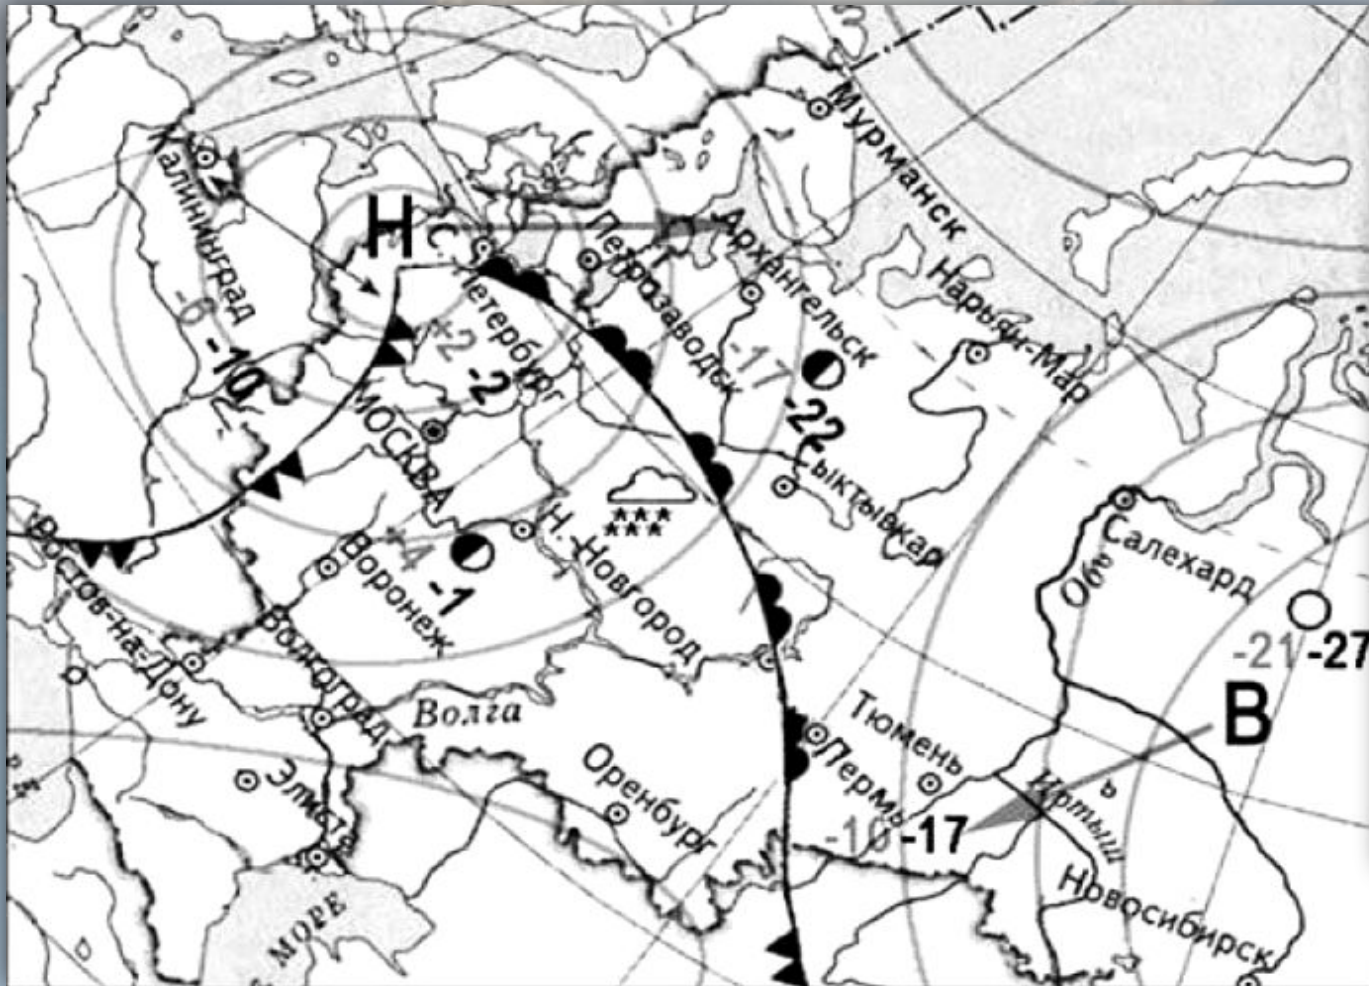 Мурманск
Калининград
Н
С. Петербург
Петрозаводск
Архангельск
Нарьян-Мар
-6 -10
+2 -2
-17
-22
МОСКВА
Сыктывкар
Салехард
Обь
Ростов-на-Дону
Воронеж
+4 -1
Н. Новгород
-21 -27
Волгоград
Волга
В
Тюмень
Пермь
Иртыш
ь
Оренбург
Элиста
-10 -17
Новосибирск
МОРЕ